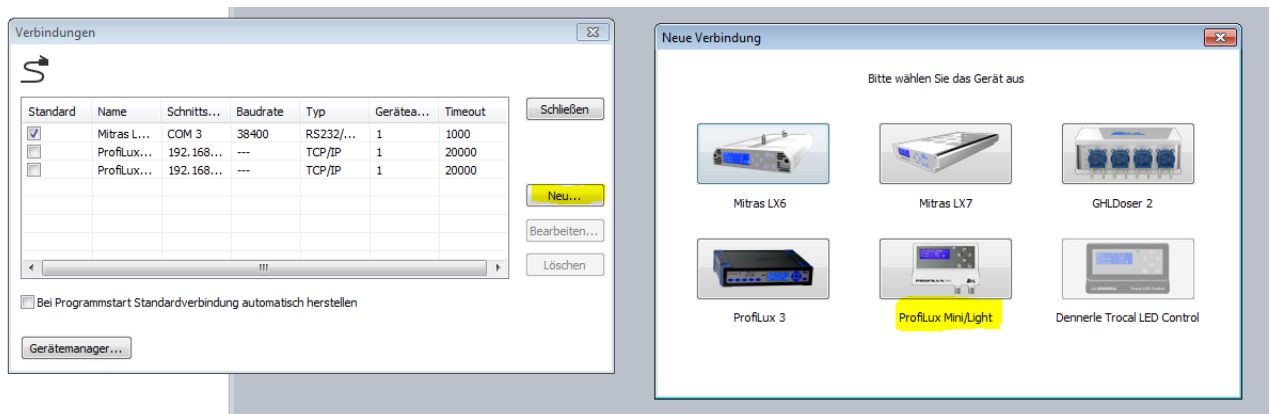 Verbindungen
Standard Name Schnitts... Baudrate Typ Gerätea... Timeout
Mitras L... COM 3 38400 RS232/... 1 1000
ProfiLux... 192.168... --- TCP/IP 1 20000
ProfiLux... 192.168... --- TCP/IP 1 20000
Schließen
Neu...
Bearbeiten...
Löschen
Bei Programmstart Standardverbindung automatisch herstellen
Gerätemanager...
Neue Verbindung
Bitte wählen Sie das Gerät aus
Mitras LX6 Mitras LX7 GHLDoser 2
PROFILUX
ProfiLux 3 ProfiLux Mini/Light Dennerle Trocal LED Control